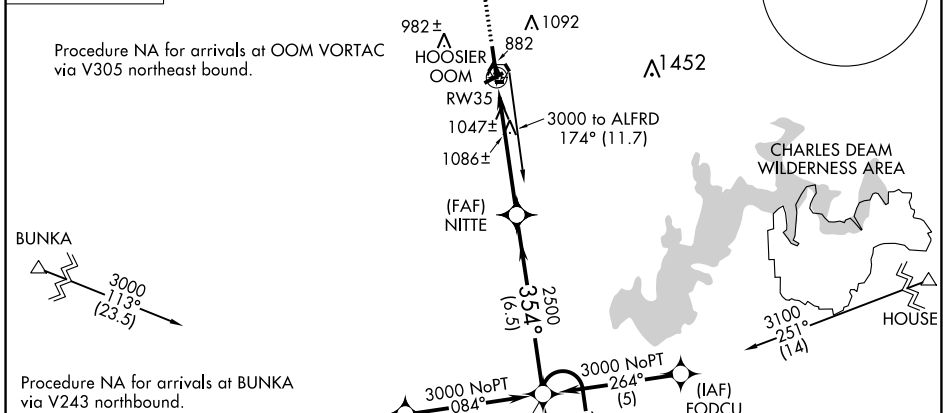 982±
1092
Procedure NA for arrivals at OOM VORTAC
via V305 northeast bound.
HOOSIER
OOM
882
1452
RW35
1047±
3000 to ALFRD
174° (11.7)
1086±
CHARLES DEAM
WILDERNESS AREA
(FAF)
NITTE
BUNKA
3000
113°
(23.5)
2500
354°
(6.5)
HOUSE
3100
251°
(14)
Procedure NA for arrivals at BUNKA
via V243 northbound.
3000 NoPT
084°
3000 NoPT
264°
(5)
(IAF)